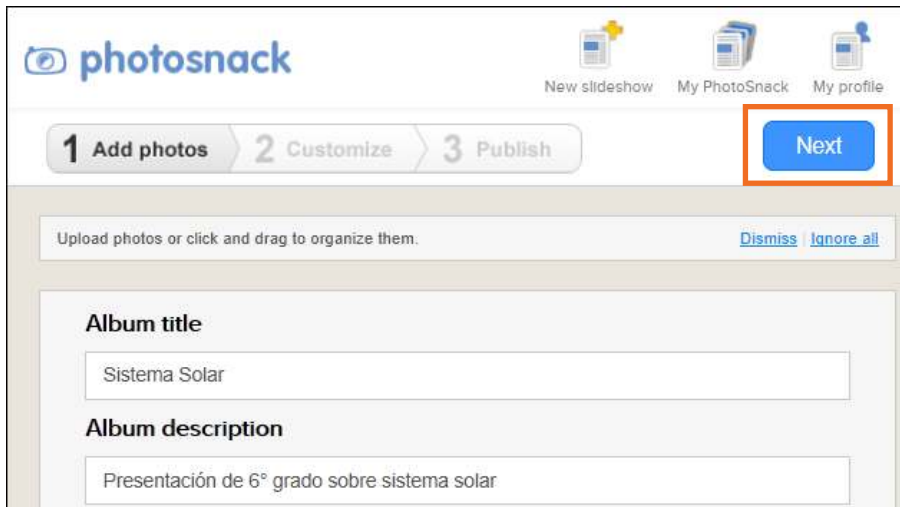 photosnack
New slideshow My PhotoSnack My profile
1 Add photos 2 Customize 3 Publish Next
Upload photos or click and drag to organize them. Dismiss | Ignore all
Album title
Sistema Solar
Album description
Presentación de 6° grado sobre sistema solar